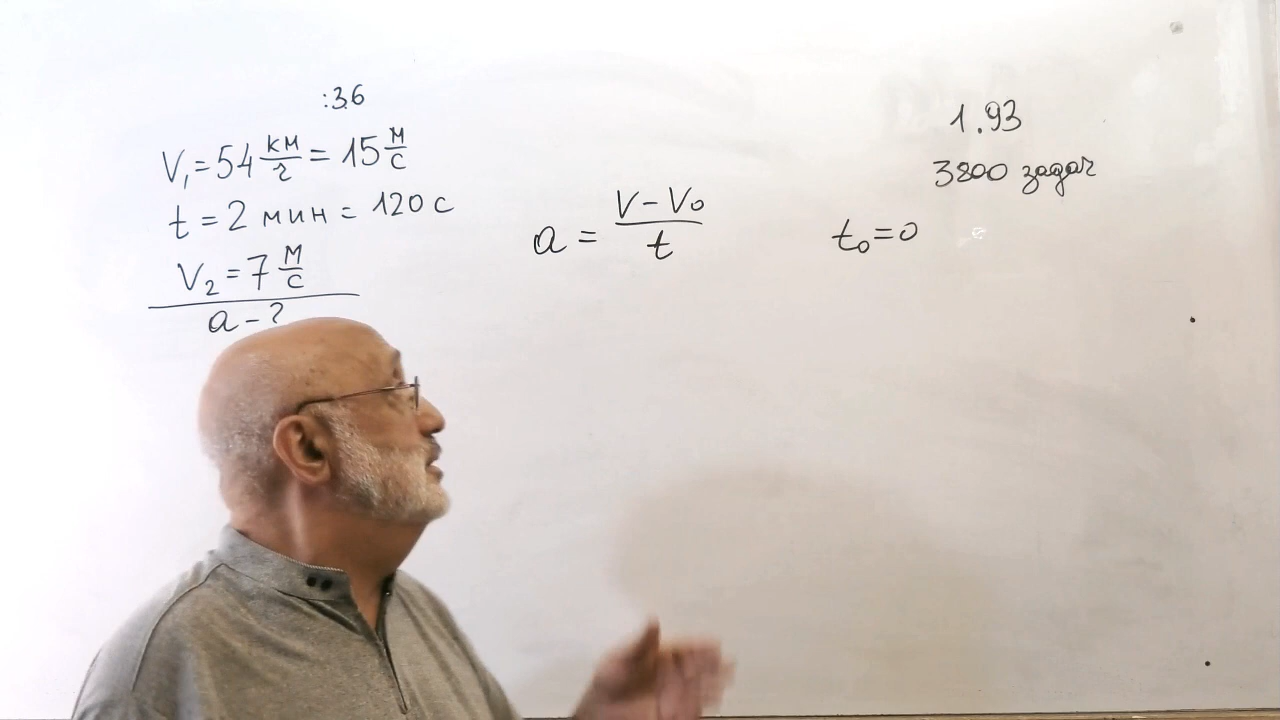 :3,6
V₁ = 54 км/г = 15 м/с
t = 2 мин = 120 с
V₂ = 7 м/с
a - ?
a = (V - V₀)/t
t₀ = 0
1.93
3800 задач